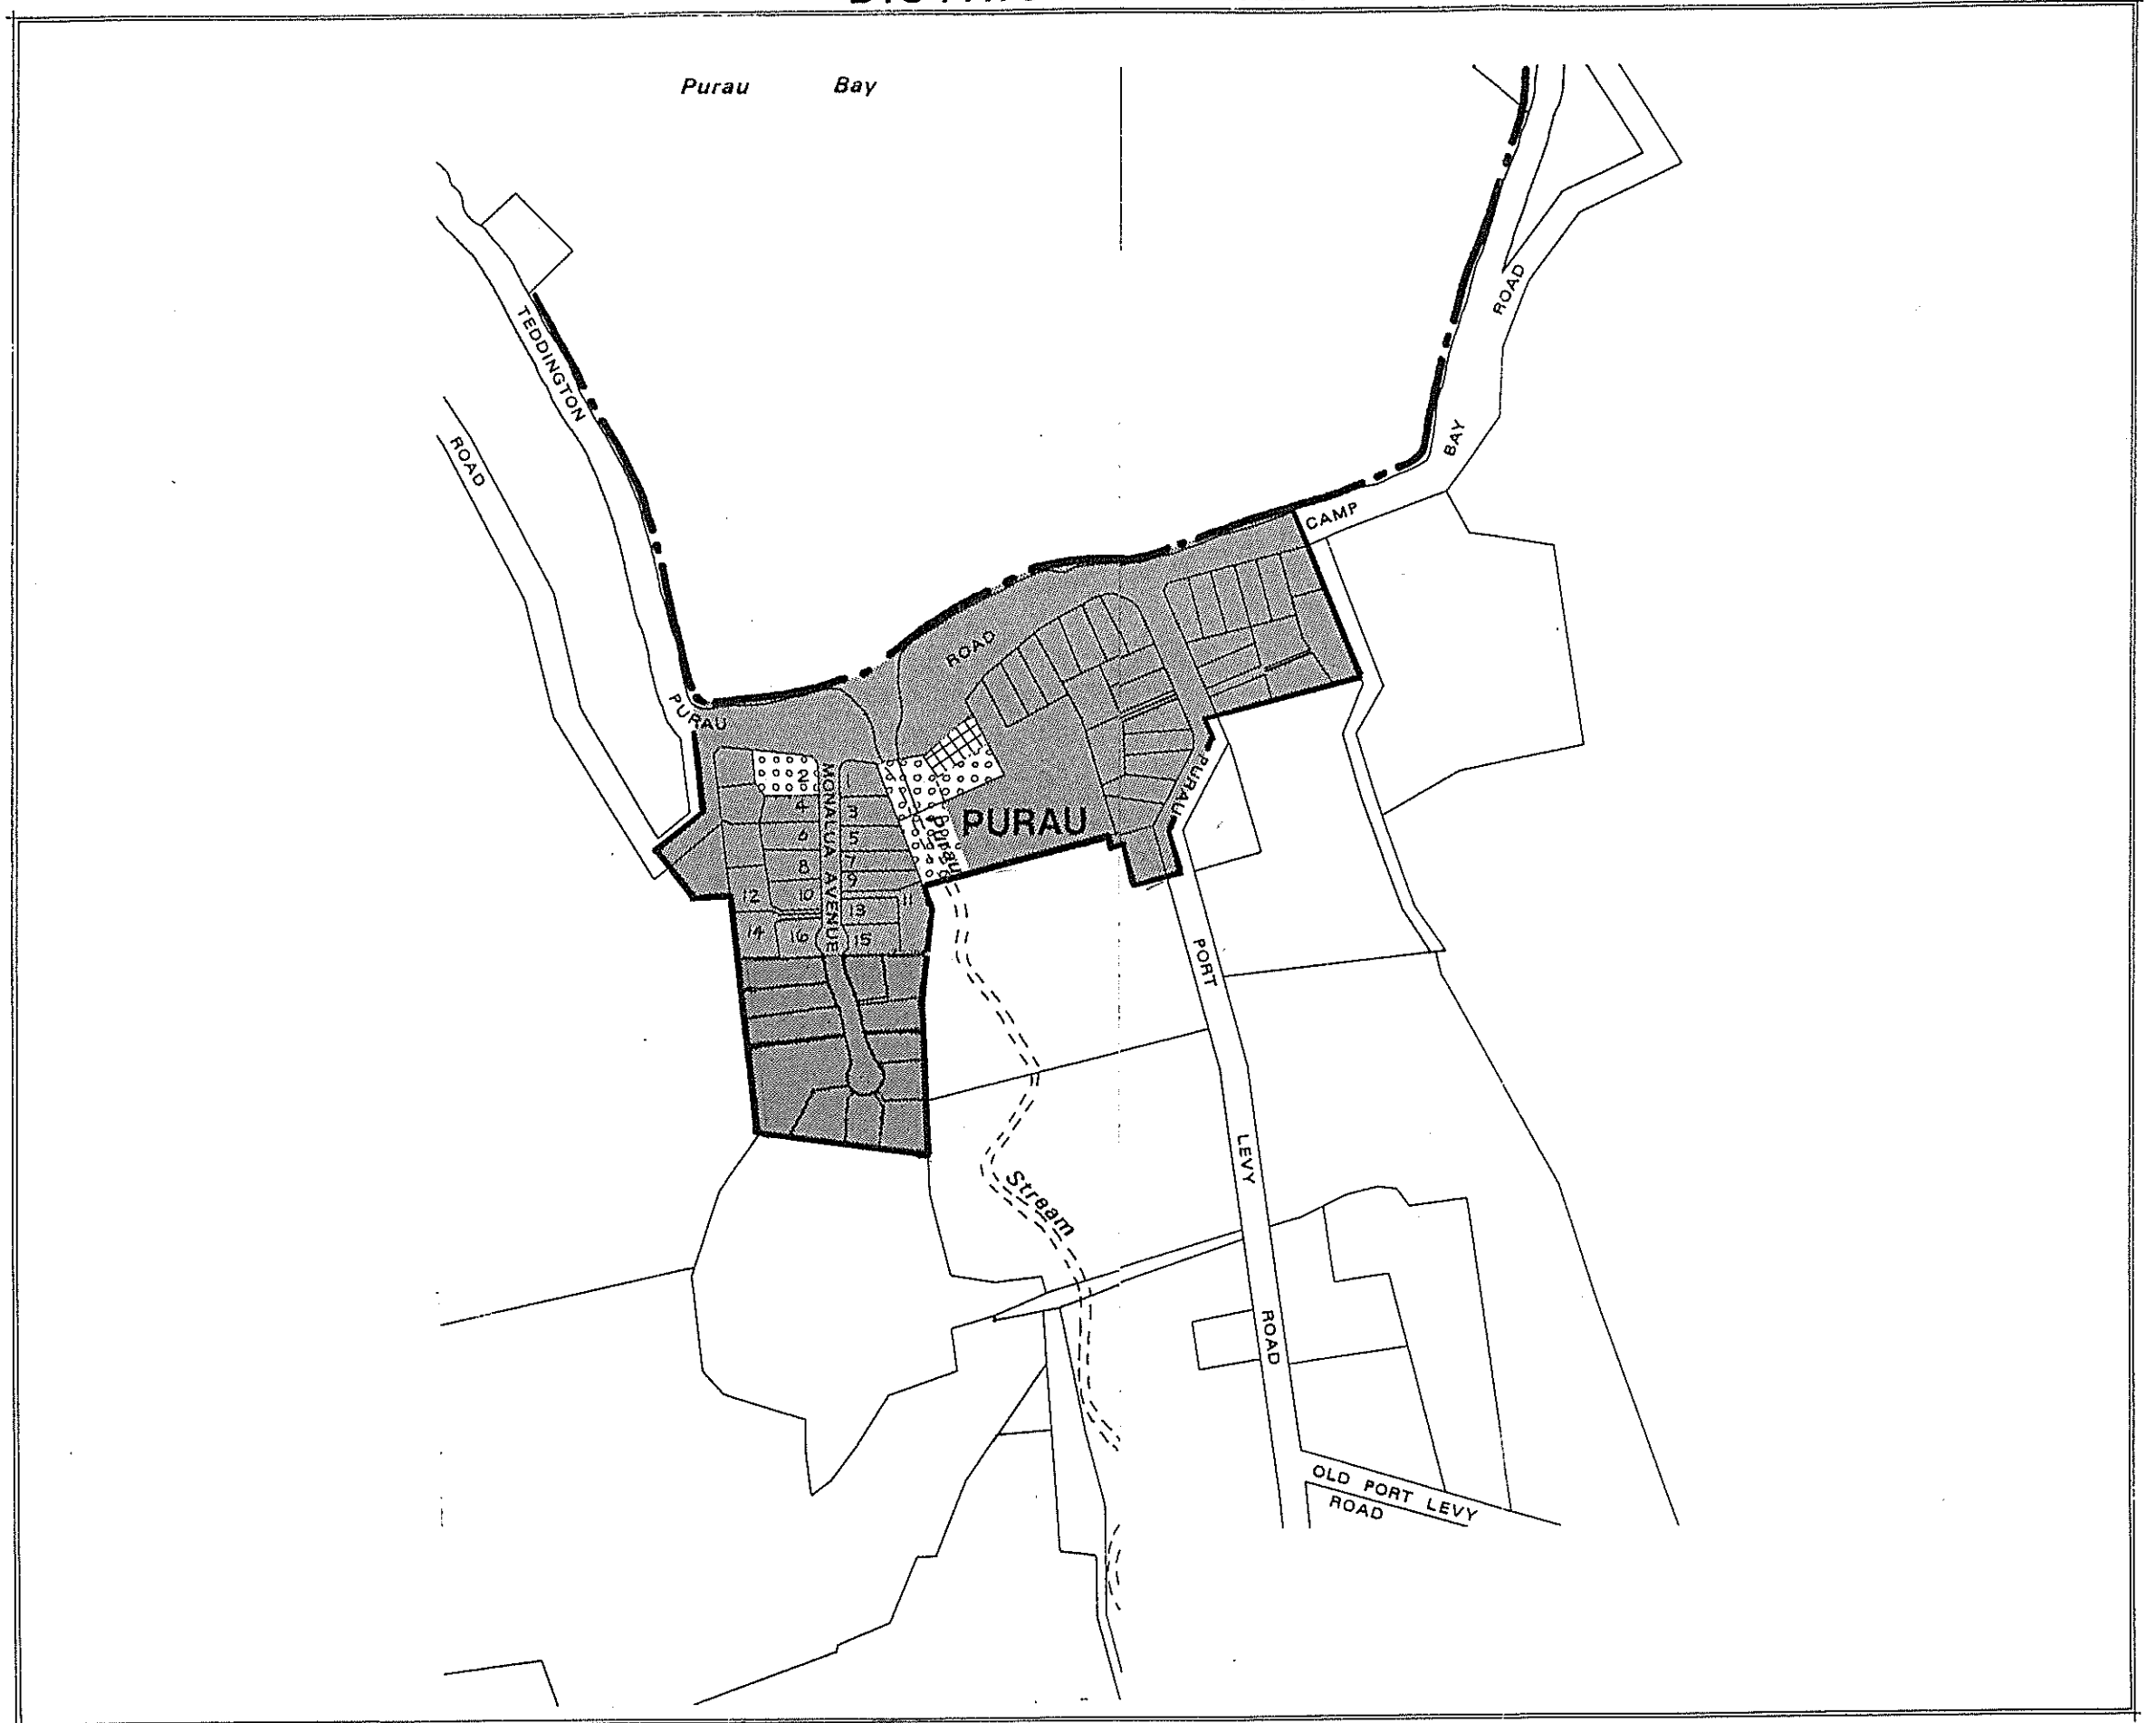 Purau Bay
TEDDINGTON
ROAD
ROAD
BAY
CAMP
ROAD
PURAU
PURAU
PURAU
Purau
MONALUA AVENUE
2
1
4
3
6
5
8
7
9
12
10
11
13
14
16
15
PORT
LEVY
Stream
ROAD
OLD PORT LEVY
ROAD